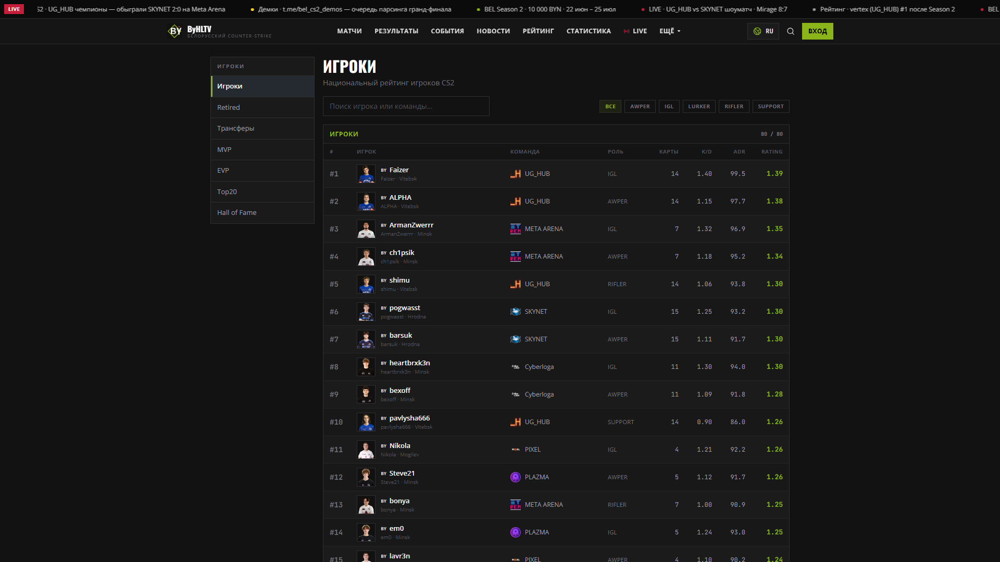 LIVE
S2 · UG_HUB чемпионы — обыграли SKYNET 2:0 на Meta Arena
Демки · t.me/bel_cs2_demos — очередь парсинга гранд-финала
BEL Season 2 · 10 000 BYN · 22 июн – 25 июл
LIVE · UG_HUB vs SKYNET шоуматч · Mirage 8:7
Рейтинг · vertex (UG_HUB) #1 после Season 2
BEL
BY
ByHLTV
БЕЛОРУССКИЙ COUNTER-STRIKE
МАТЧИ
РЕЗУЛЬТАТЫ
СОБЫТИЯ
НОВОСТИ
РЕЙТИНГ
СТАТИСТИКА
LIVE
ЕЩЁ
RU
ВХОД
ИГРОКИ
Игроки
Retired
Трансферы
MVP
EVP
Top20
Hall of Fame
ИГРОКИ
Национальный рейтинг игроков CS2
Поиск игрока или команды...
ВСЕ
AWPER
IGL
LURKER
RIFLER
SUPPORT
ИГРОКИ
80 / 80
# ИГРОК КОМАНДА РОЛЬ КАРТЫ K/D ADR RATING
#1 BY Faizer UG_HUB IGL 14 1.40 99.5 1.39
Faizer · Vitebsk
#2 BY ALPHA UG_HUB AWPER 14 1.15 97.7 1.38
ALPHA · Vitebsk
#3 BY ArmanZwerrr META ARENA IGL 7 1.32 96.9 1.35
ArmanZwerrr · Minsk
#4 BY ch1psik META ARENA AWPER 7 1.18 95.2 1.34
ch1psik · Minsk
#5 BY shimu UG_HUB RIFLER 14 1.06 93.8 1.30
shimu · Vitebsk
#6 BY pogwasst SKYNET IGL 15 1.25 93.2 1.30
pogwasst · Hrodna
#7 BY barsuk SKYNET AWPER 15 1.11 91.7 1.30
barsuk · Hrodna
#8 BY heartbrxk3n Cyberloga IGL 11 1.30 94.0 1.30
heartbrxk3n · Minsk
#9 BY bexoff Cyberloga AWPER 11 1.09 91.8 1.28
bexoff · Minsk
#10 BY pavlysha666 UG_HUB SUPPORT 14 0.90 86.0 1.26
pavlysha666 · Vitebsk
#11 BY Nikola PIXEL IGL 4 1.21 92.2 1.26
Nikola · Mogilev
#12 BY Steve21 PLAZMA AWPER 5 1.12 91.7 1.26
Steve21 · Minsk
#13 BY bonya META ARENA RIFLER 7 1.00 90.9 1.25
bonya · Minsk
#14 BY em0 PLAZMA IGL 5 1.24 93.0 1.25
em0 · Minsk
#15 BY lavr3n PIXEL AWPER 4 1.10 90.2 1.24